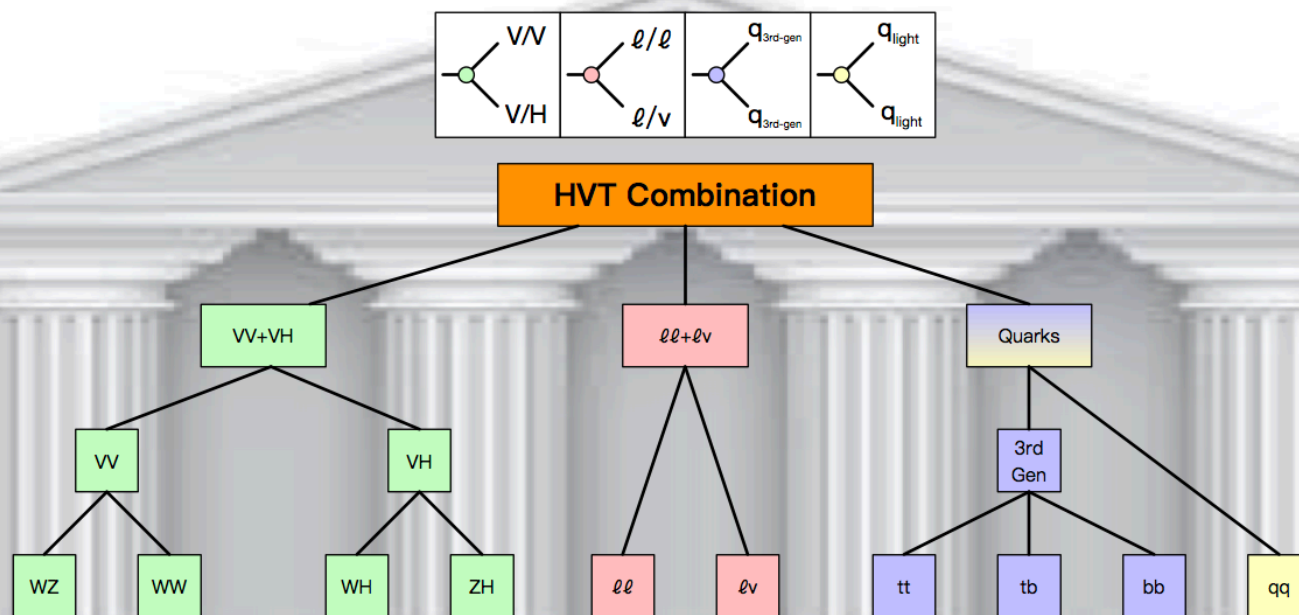 V/V
V/H
ℓ/ℓ
ℓ/ν
q3rd-gen
q3rd-gen
qlight
qlight
HVT Combination
VV+VH
ℓℓ+ℓν
Quarks
VV
VH
3rd
Gen
WZ
WW
WH
ZH
ℓℓ
ℓν
tt
tb
bb
qq